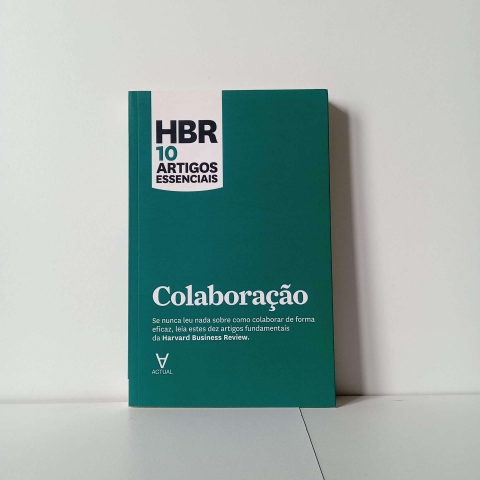 HBR
10
ARTIGOS
ESSENCIAIS
Colaboração
Se nunca leu nada sobre como colaborar de forma
eficaz, leia estes dez artigos fundamentais
da Harvard Business Review.
ACTUAL